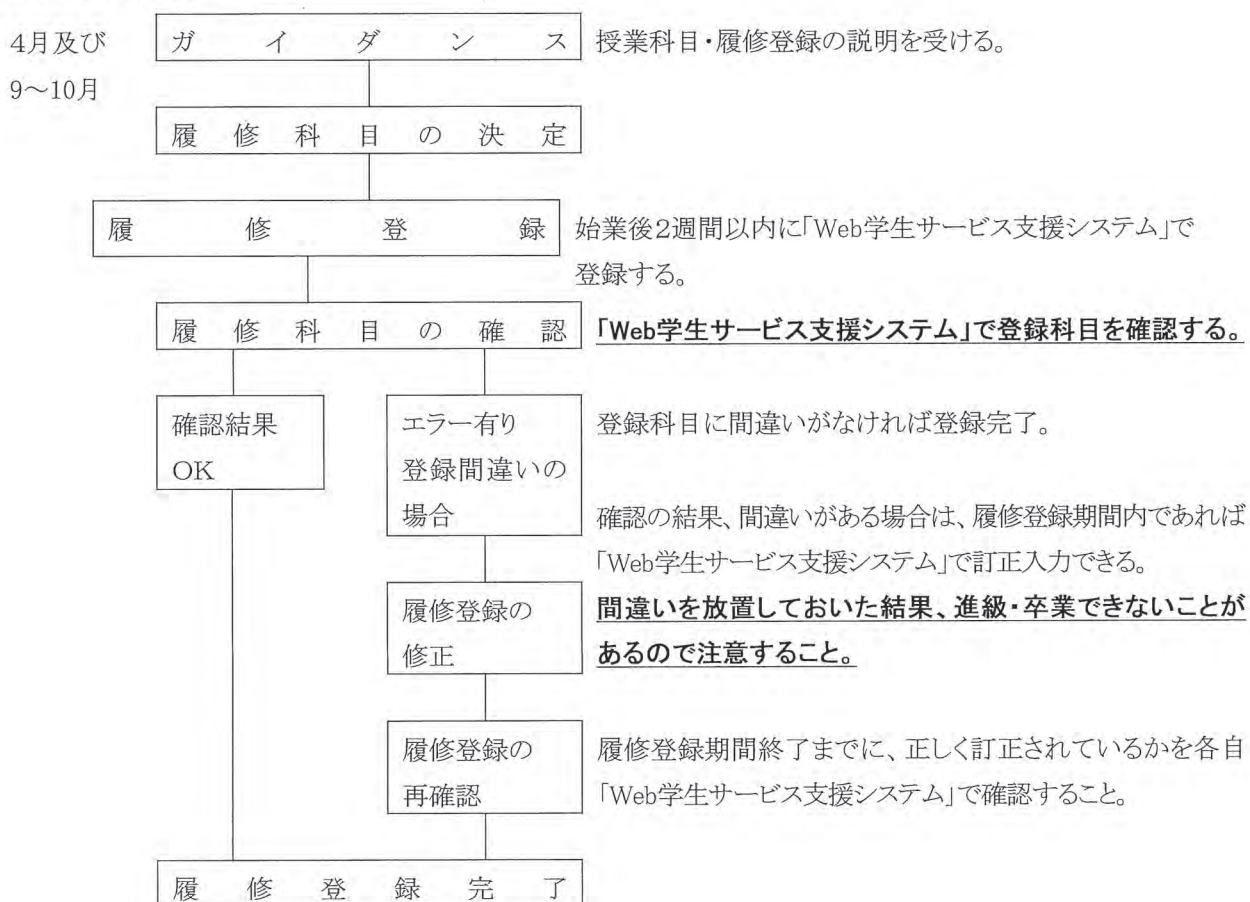 4月及び
9～10月
ガイダンス
授業科目・履修登録の説明を受ける。
履修科目の決定
履修登録
始業後2週間以内に「Web学生サービス支援システム」で
登録する。
履修科目の確認
「Web学生サービス支援システム」で登録科目を確認する。
確認結果
OK
エラー有り
登録間違いの
場合
登録科目に間違いがなければ登録完了。
確認の結果、間違いがある場合は、履修登録期間内であれば
「Web学生サービス支援システム」で訂正入力できる。
履修登録の
修正
間違いを放置しておいた結果、進級・卒業できないことが
あるので注意すること。
履修登録の
再確認
履修登録期間終了までに、正しく訂正されているかを各自
「Web学生サービス支援システム」で確認すること。
履修登録完了